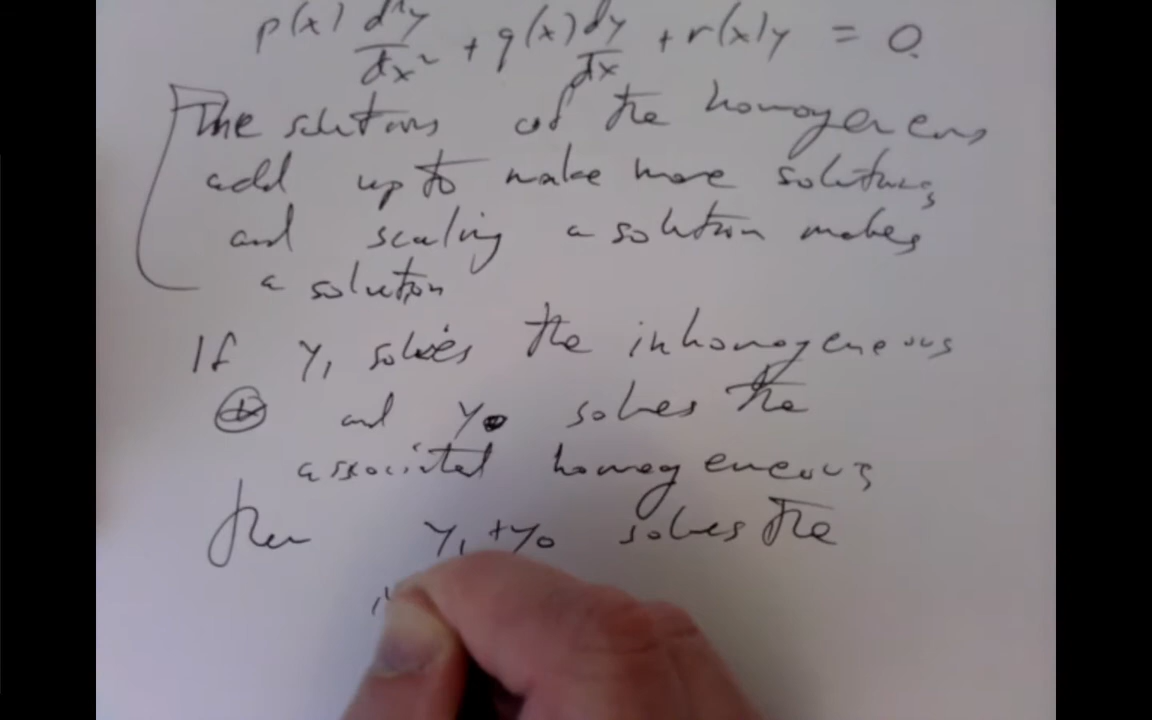 p(x) d²y/dx² + q(x) dy/dx + r(x)y = 0.
The solutions of the homogeneous
add up to make more solutions,
and scaling a solution makes
a solution
If y₁ solves the inhomogeneous
⊕ and y₀ solves the
associated homogeneous
then y₁ + y₀ solves the